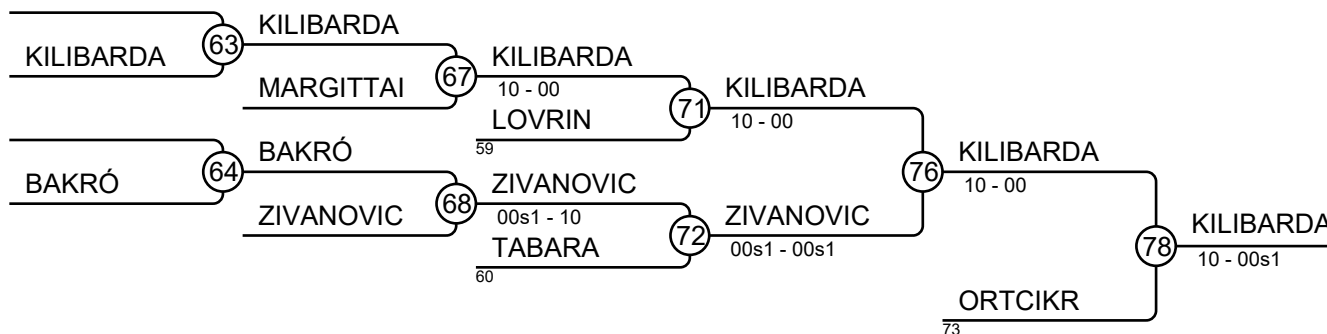 KILIBARDA
63
KILIBARDA
MARGITTAI
67
KILIBARDA
10 - 00
LOVRIN
59
71
KILIBARDA
10 - 00
BAKRÓ
64
BAKRÓ
ZIVANOVIC
68
ZIVANOVIC
00s1 - 10
TABARA
60
72
ZIVANOVIC
00s1 - 00s1
76
KILIBARDA
10 - 00
ORTCIKR
73
78
KILIBARDA
10 - 00s1